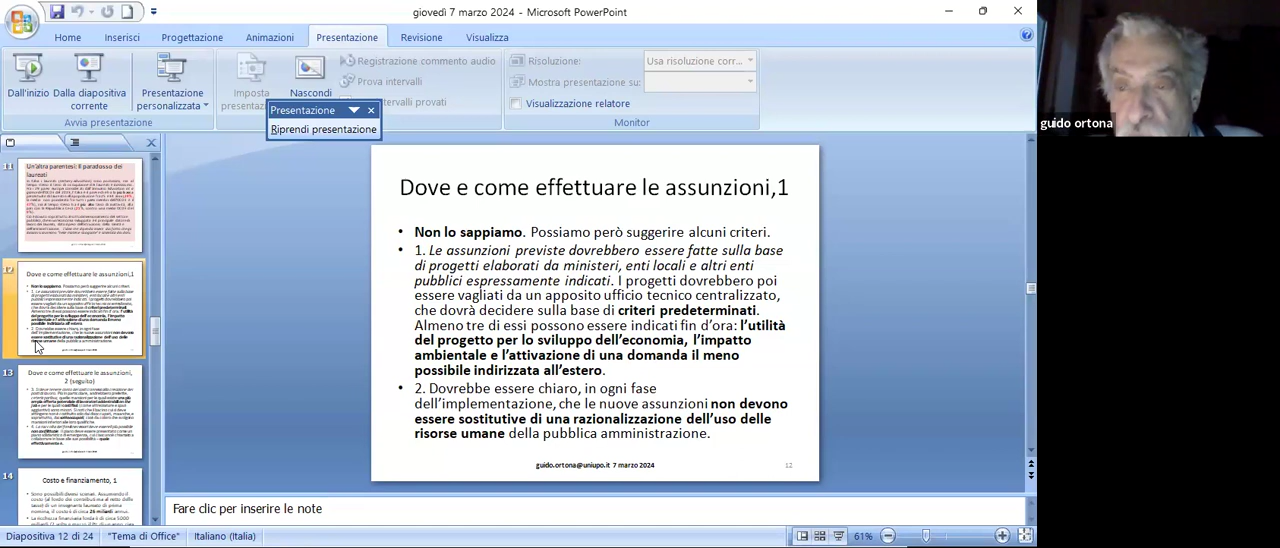 giovedì 7 marzo 2024 - Microsoft PowerPoint
Home Inserisci Progettazione Animazioni Presentazione Revisione Visualizza
Dall'inizio
Dalla diapositiva corrente
Presentazione personalizzata
Avvia presentazione
Imposta
Nascondi
Registrazione commento audio
Prova intervalli
intervalli provati
Presentazione
Riprendi presentazione
Risoluzione: Usa risoluzione corr...
Mostra presentazione su:
Visualizzazione relatore
Monitor
guido ortona
11
Un'altra parentesi: Il paradosso dei
laureati
12
Dove e come effettuare le assunzioni,1
13
Dove e come effettuare le assunzioni,
2 (seguito)
14
Costo e finanziamento, 1
Dove e come effettuare le assunzioni,1
• Non lo sappiamo. Possiamo però suggerire alcuni criteri.
• 1. Le assunzioni previste dovrebbero essere fatte sulla base
di progetti elaborati da ministeri, enti locali e altri enti
pubblici espressamente indicati. I progetti dovrebbero poi
essere vagliati da un apposito ufficio tecnico centralizzato,
che dovrà decidere sulla base di criteri predeterminati.
Almeno tre di essi possono essere indicati fin d'ora: l'utilità
del progetto per lo sviluppo dell'economia, l'impatto
ambientale e l'attivazione di una domanda il meno
possibile indirizzata all'estero.
• 2. Dovrebbe essere chiaro, in ogni fase
dell'implementazione, che le nuove assunzioni non devono
essere sostitutive di una razionalizzazione dell'uso delle
risorse umane della pubblica amministrazione.
guido.ortona@uniupo.it 7 marzo 2024
12
Fare clic per inserire le note
Diapositiva 12 di 24 "Tema di Office" Italiano (Italia) 61%